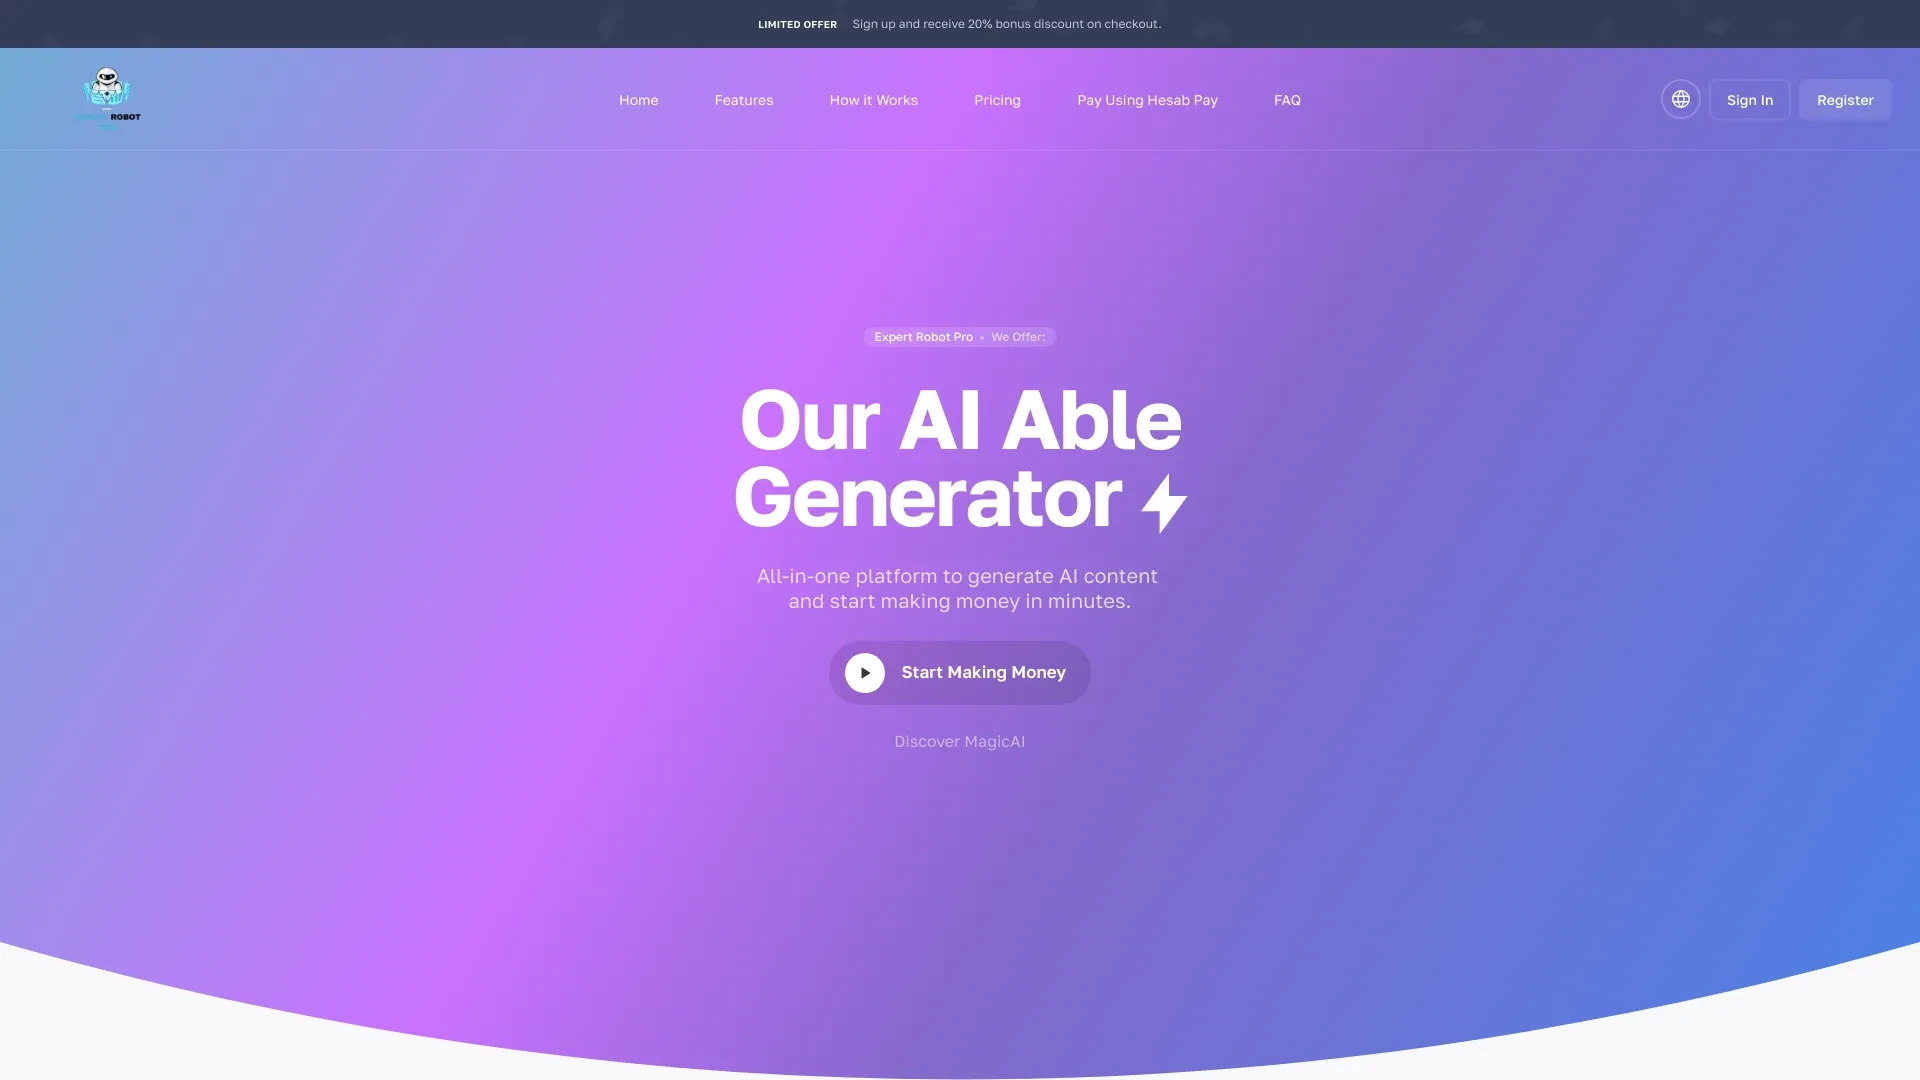 LIMITED OFFER Sign up and receive 20% bonus discount on checkout.
ROBOT
Home Features How it Works Pricing Pay Using Hesab Pay FAQ
Sign In Register
Expert Robot Pro • We Offer:
Our AI Able
Generator
All-in-one platform to generate AI content
and start making money in minutes.
Start Making Money
Discover MagicAI